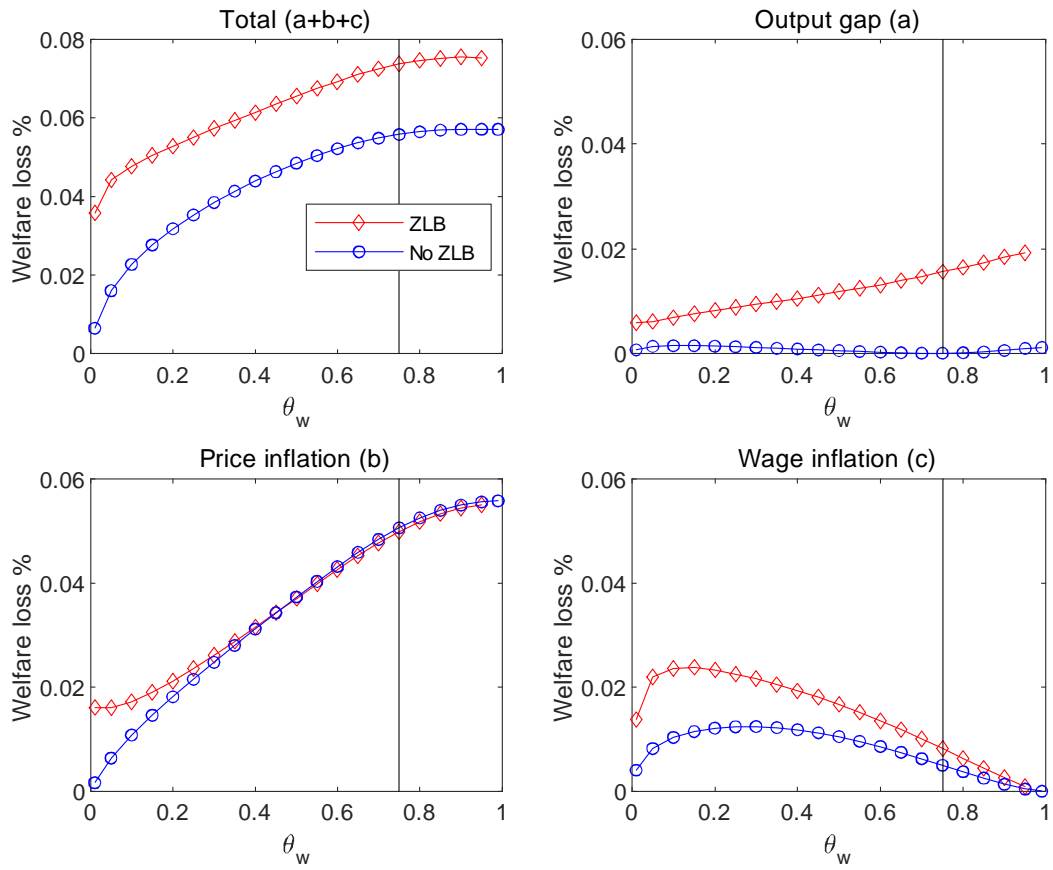 Total (a+b+c)
Welfare loss %
0.08
0.06
0.04
0.02
0
0 0.2 0.4 0.6 0.8 1
θw
ZLB
No ZLB
Output gap (a)
Welfare loss %
0.06
0.04
0.02
0
0 0.2 0.4 0.6 0.8 1
θw
Price inflation (b)
Welfare loss %
0.06
0.04
0.02
0
0 0.2 0.4 0.6 0.8 1
θw
Wage inflation (c)
Welfare loss %
0.06
0.04
0.02
0
0 0.2 0.4 0.6 0.8 1
θw